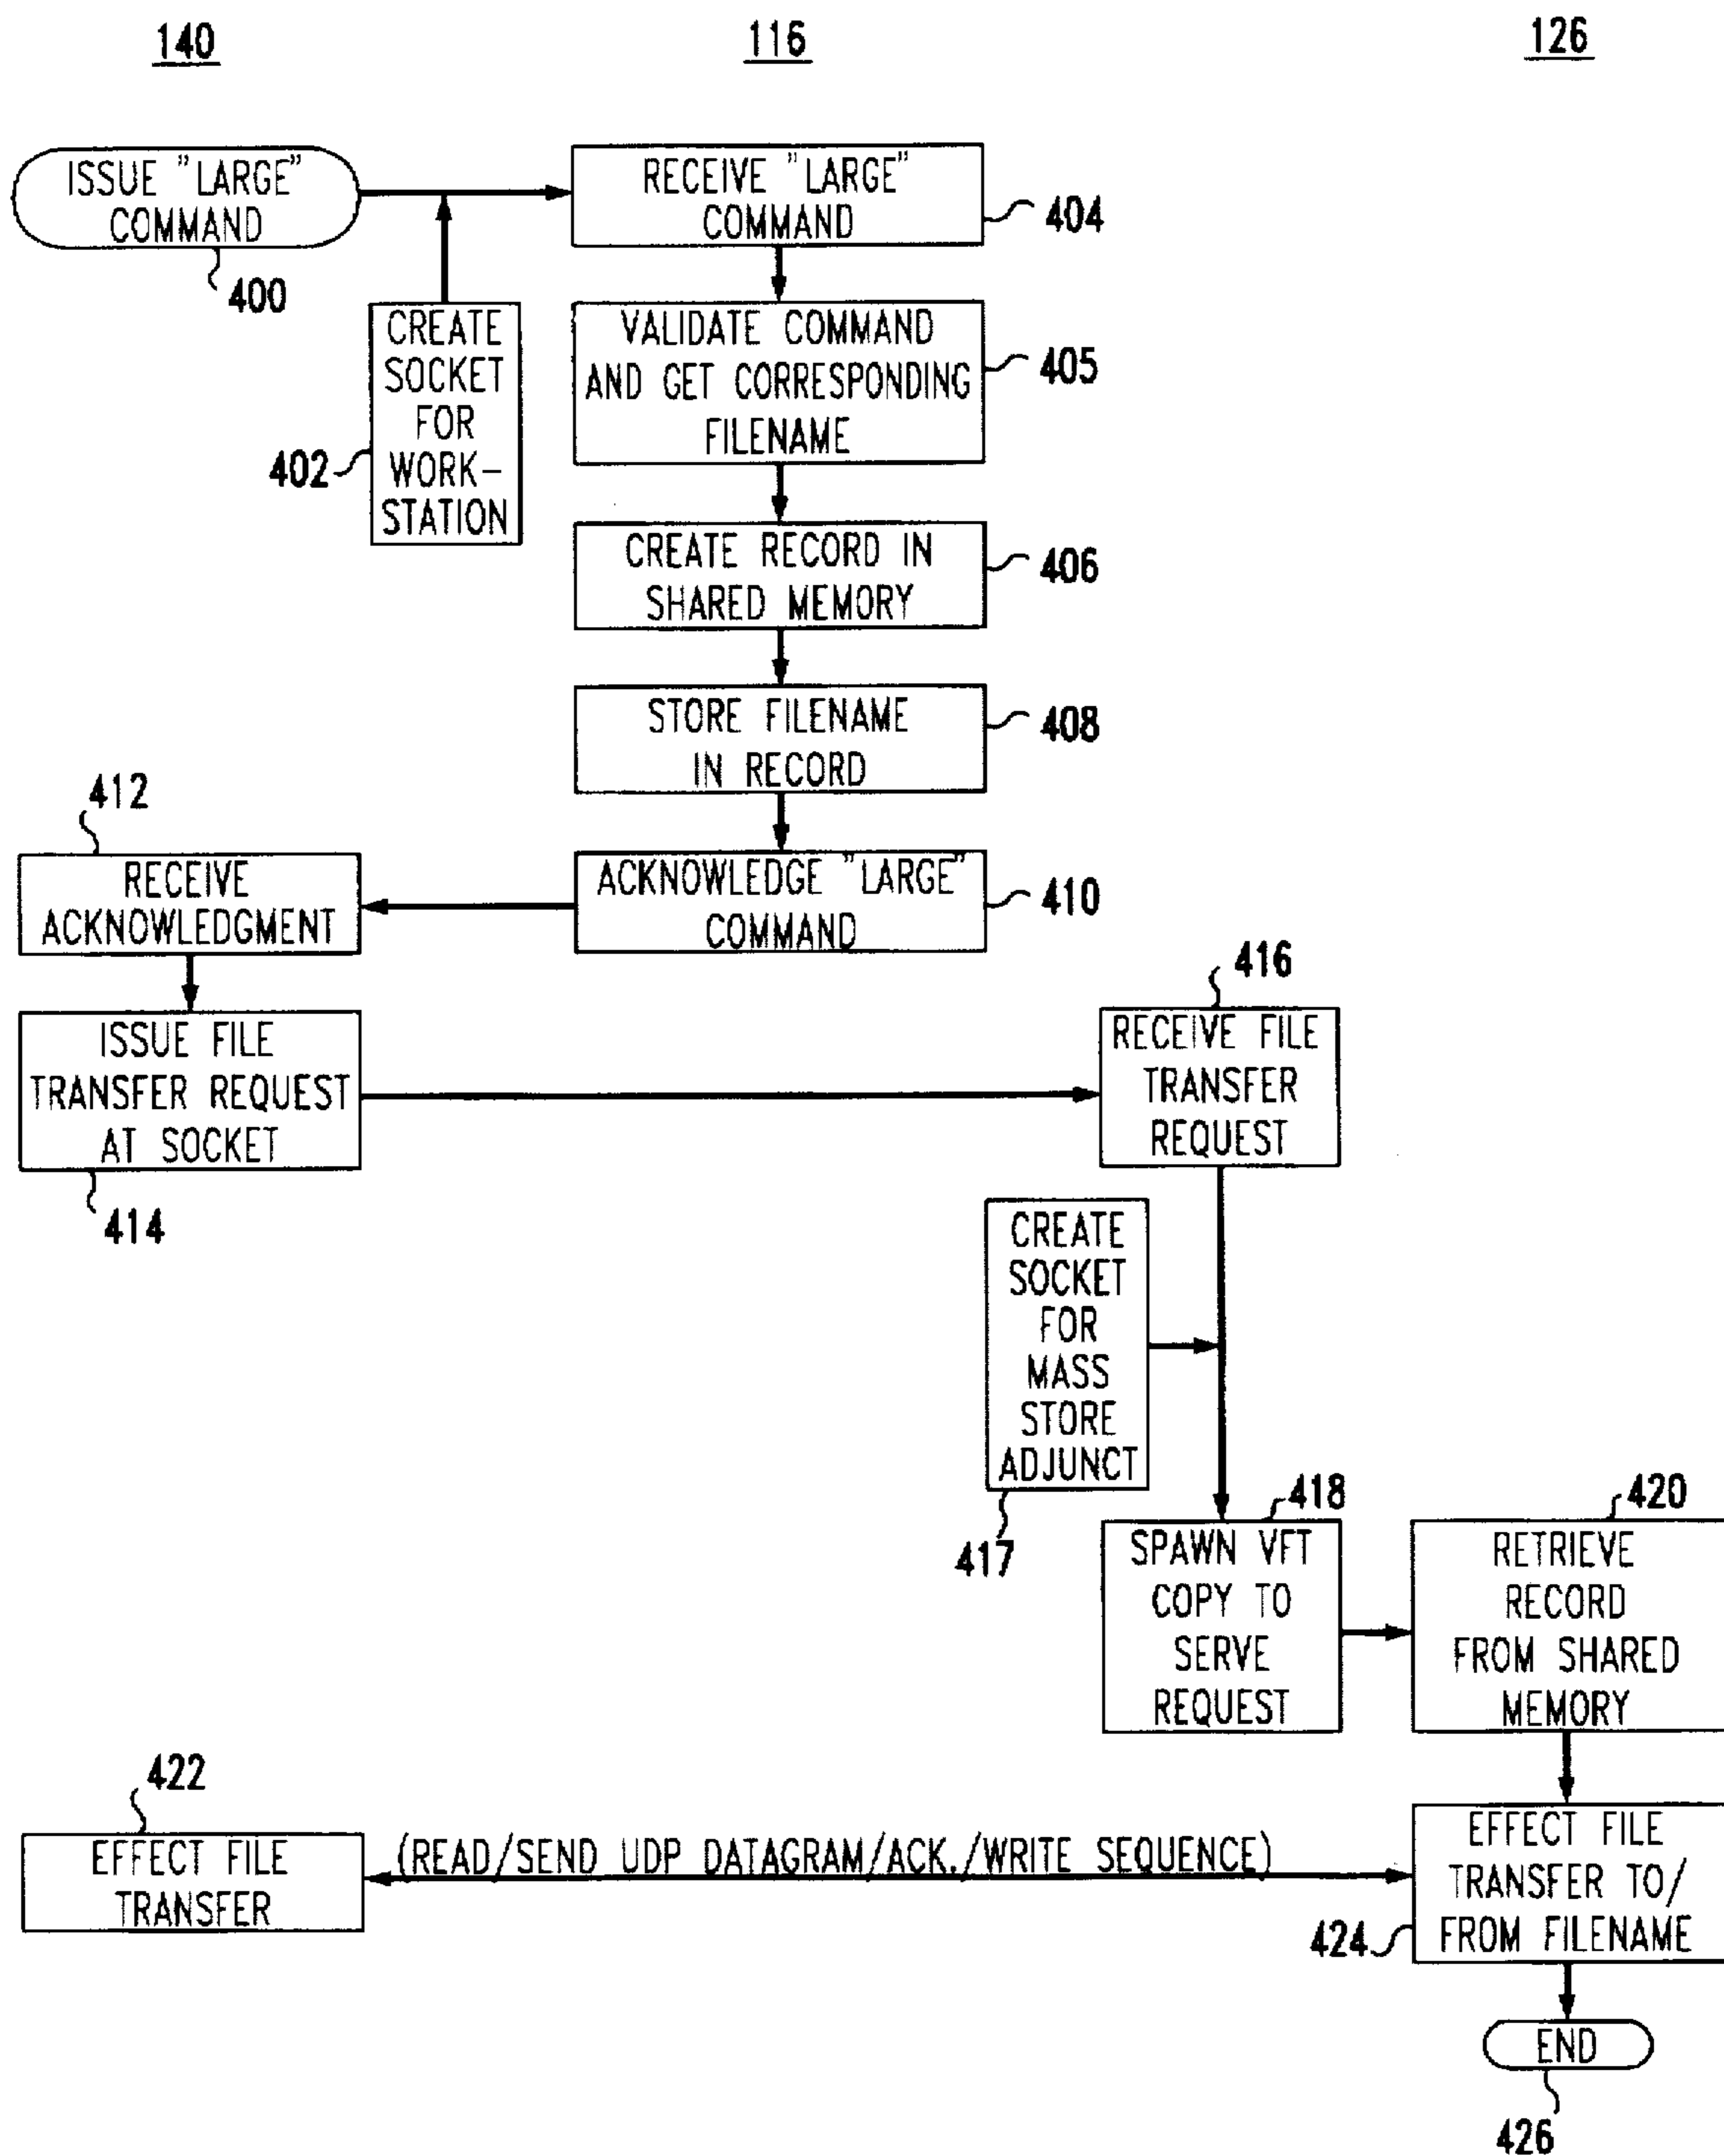 140
116
126
ISSUE "LARGE"
COMMAND
400
CREATE
SOCKET
FOR
WORK-
STATION
402
RECEIVE "LARGE"
COMMAND
404
VALIDATE COMMAND
AND GET CORRESPONDING
FILENAME
405
CREATE RECORD IN
SHARED MEMORY
406
STORE FILENAME
IN RECORD
408
ACKNOWLEDGE "LARGE"
COMMAND
410
412
RECEIVE
ACKNOWLEDGMENT
ISSUE FILE
TRANSFER REQUEST
AT SOCKET
414
416
RECEIVE FILE
TRANSFER
REQUEST
CREATE
SOCKET
FOR
MASS
STORE
ADJUNCT
417
418
SPAWN VFT
COPY TO
SERVE
REQUEST
420
RETRIEVE
RECORD
FROM SHARED
MEMORY
422
EFFECT FILE
TRANSFER
(READ/SEND UDP DATAGRAM/ACK./WRITE SEQUENCE)
EFFECT FILE
TRANSFER TO/
FROM FILENAME
424
END
426